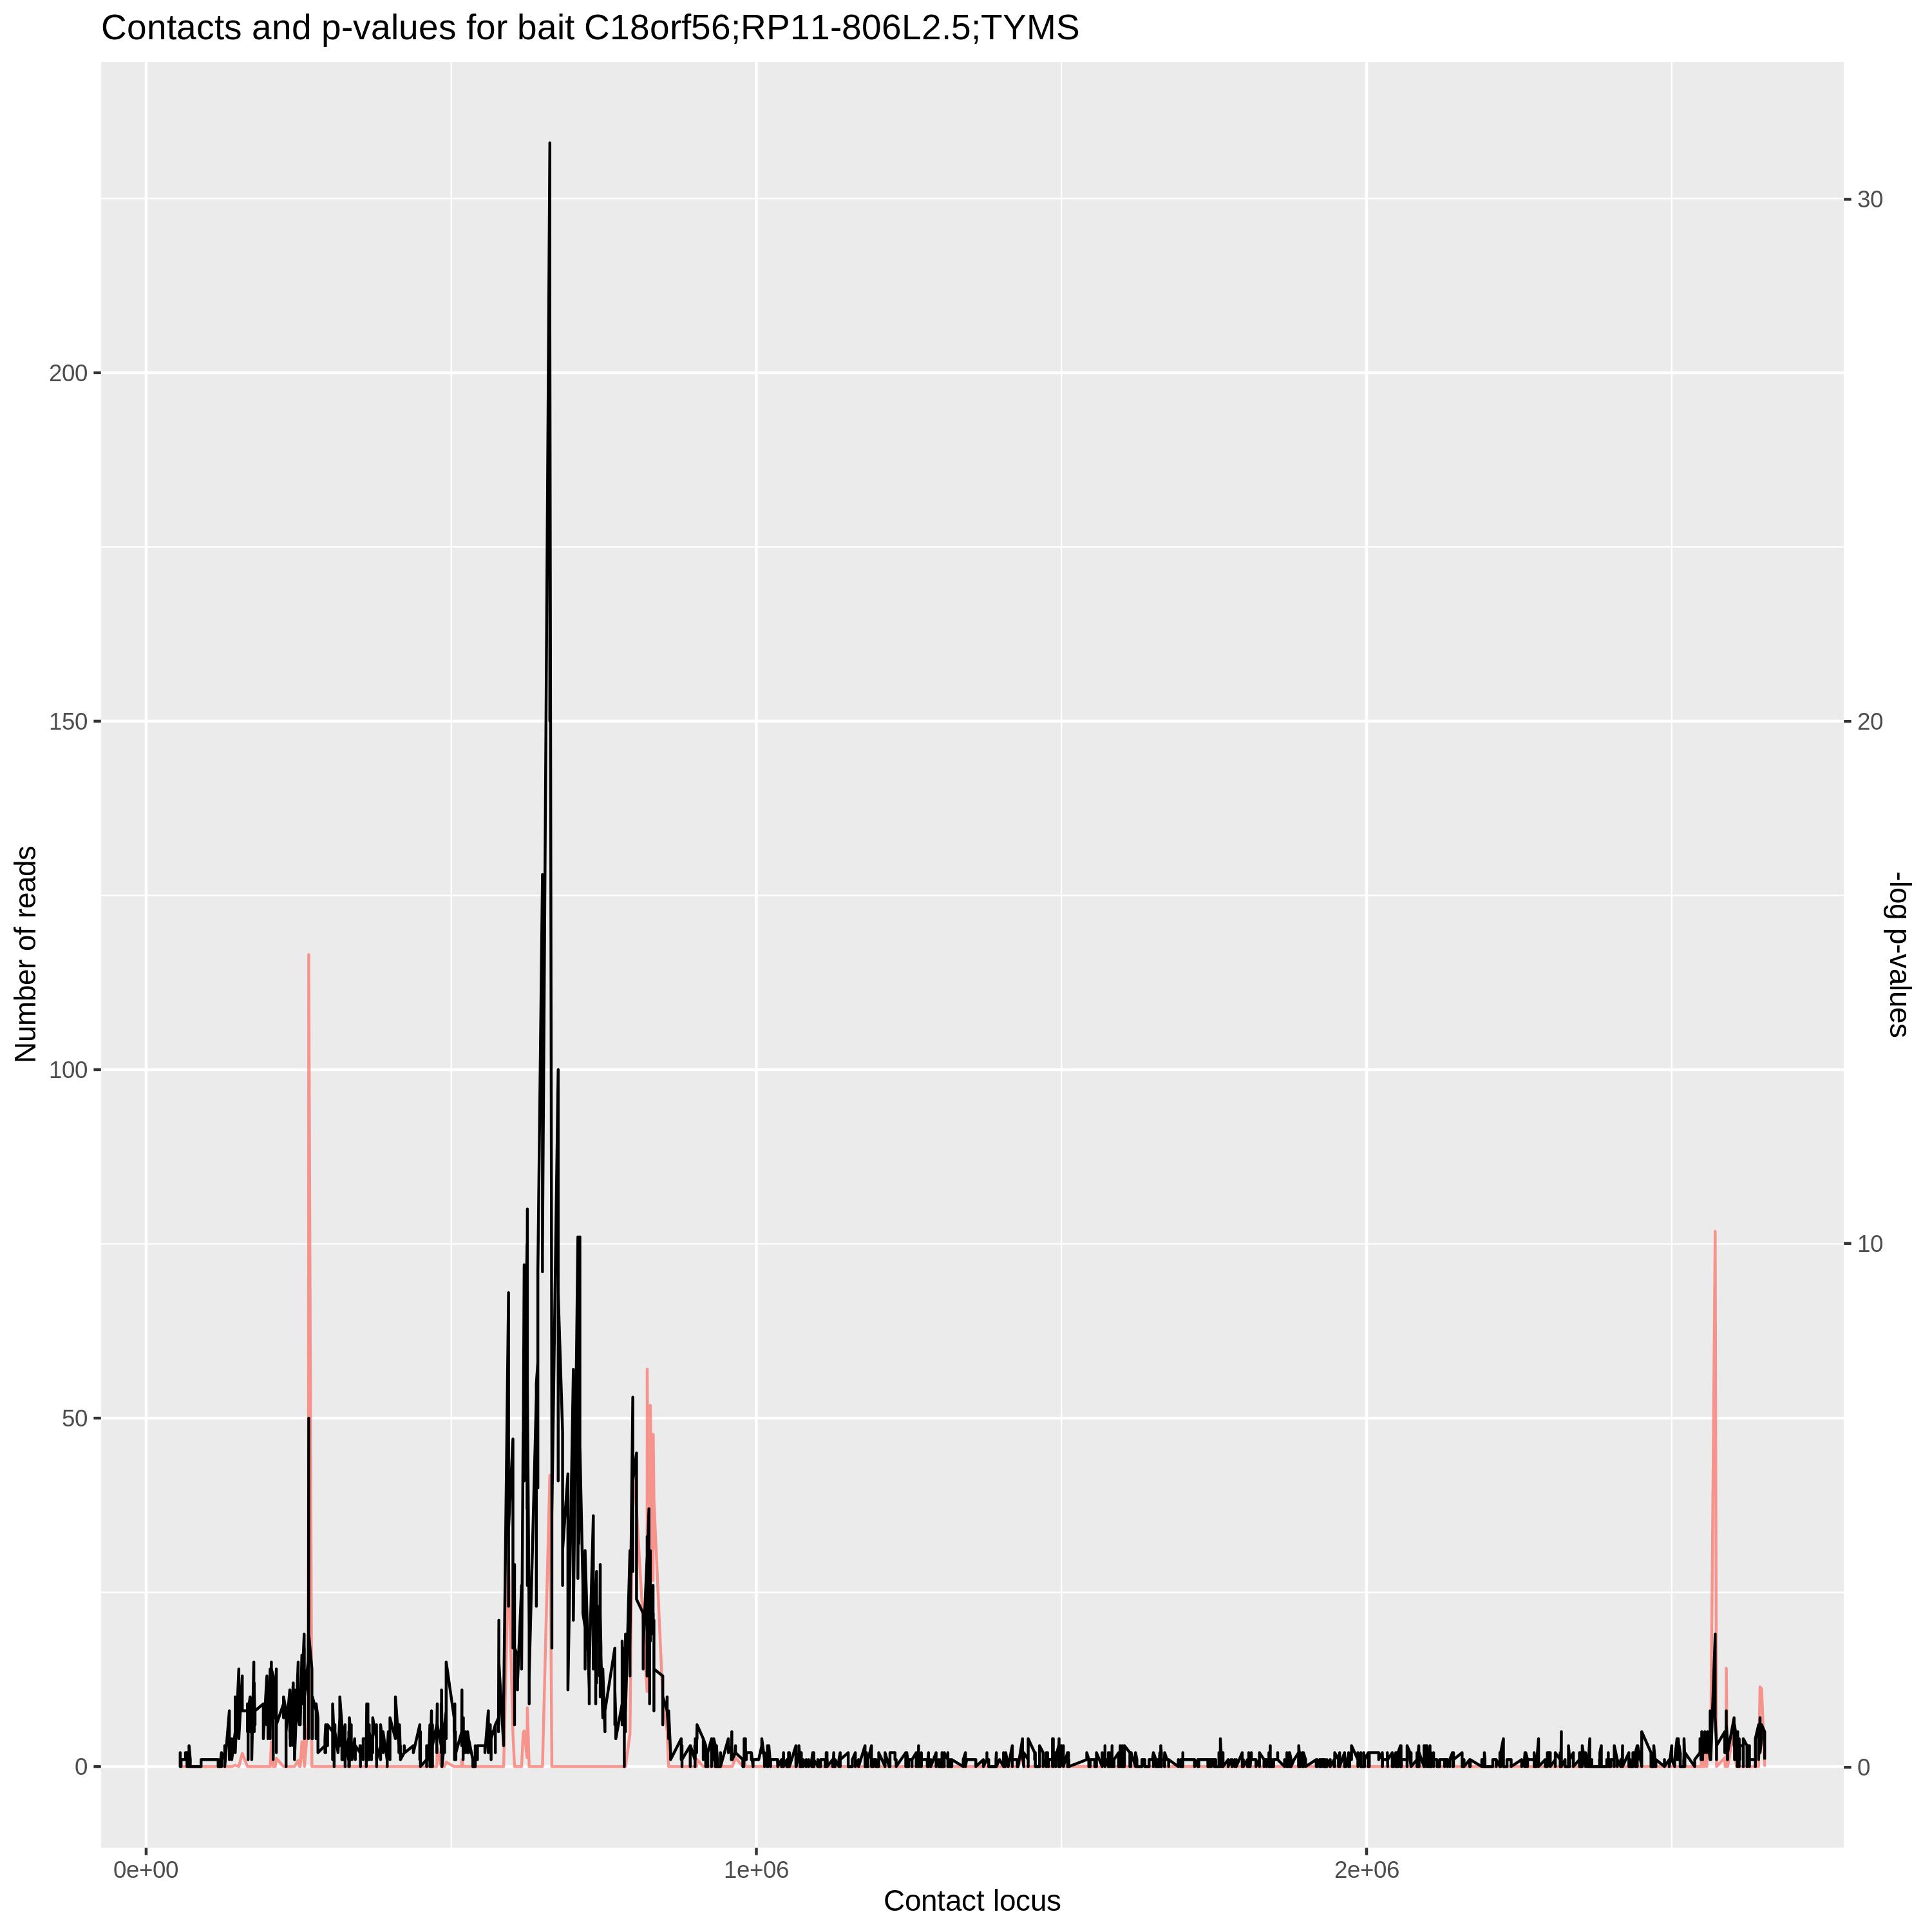 Contacts and p-values for bait C18orf56;RP11-806L2.5;TYMS
Number of reads
200
150
100
50
0
30
20
10
0
-log p-values
0e+00
1e+06
2e+06
Contact locus